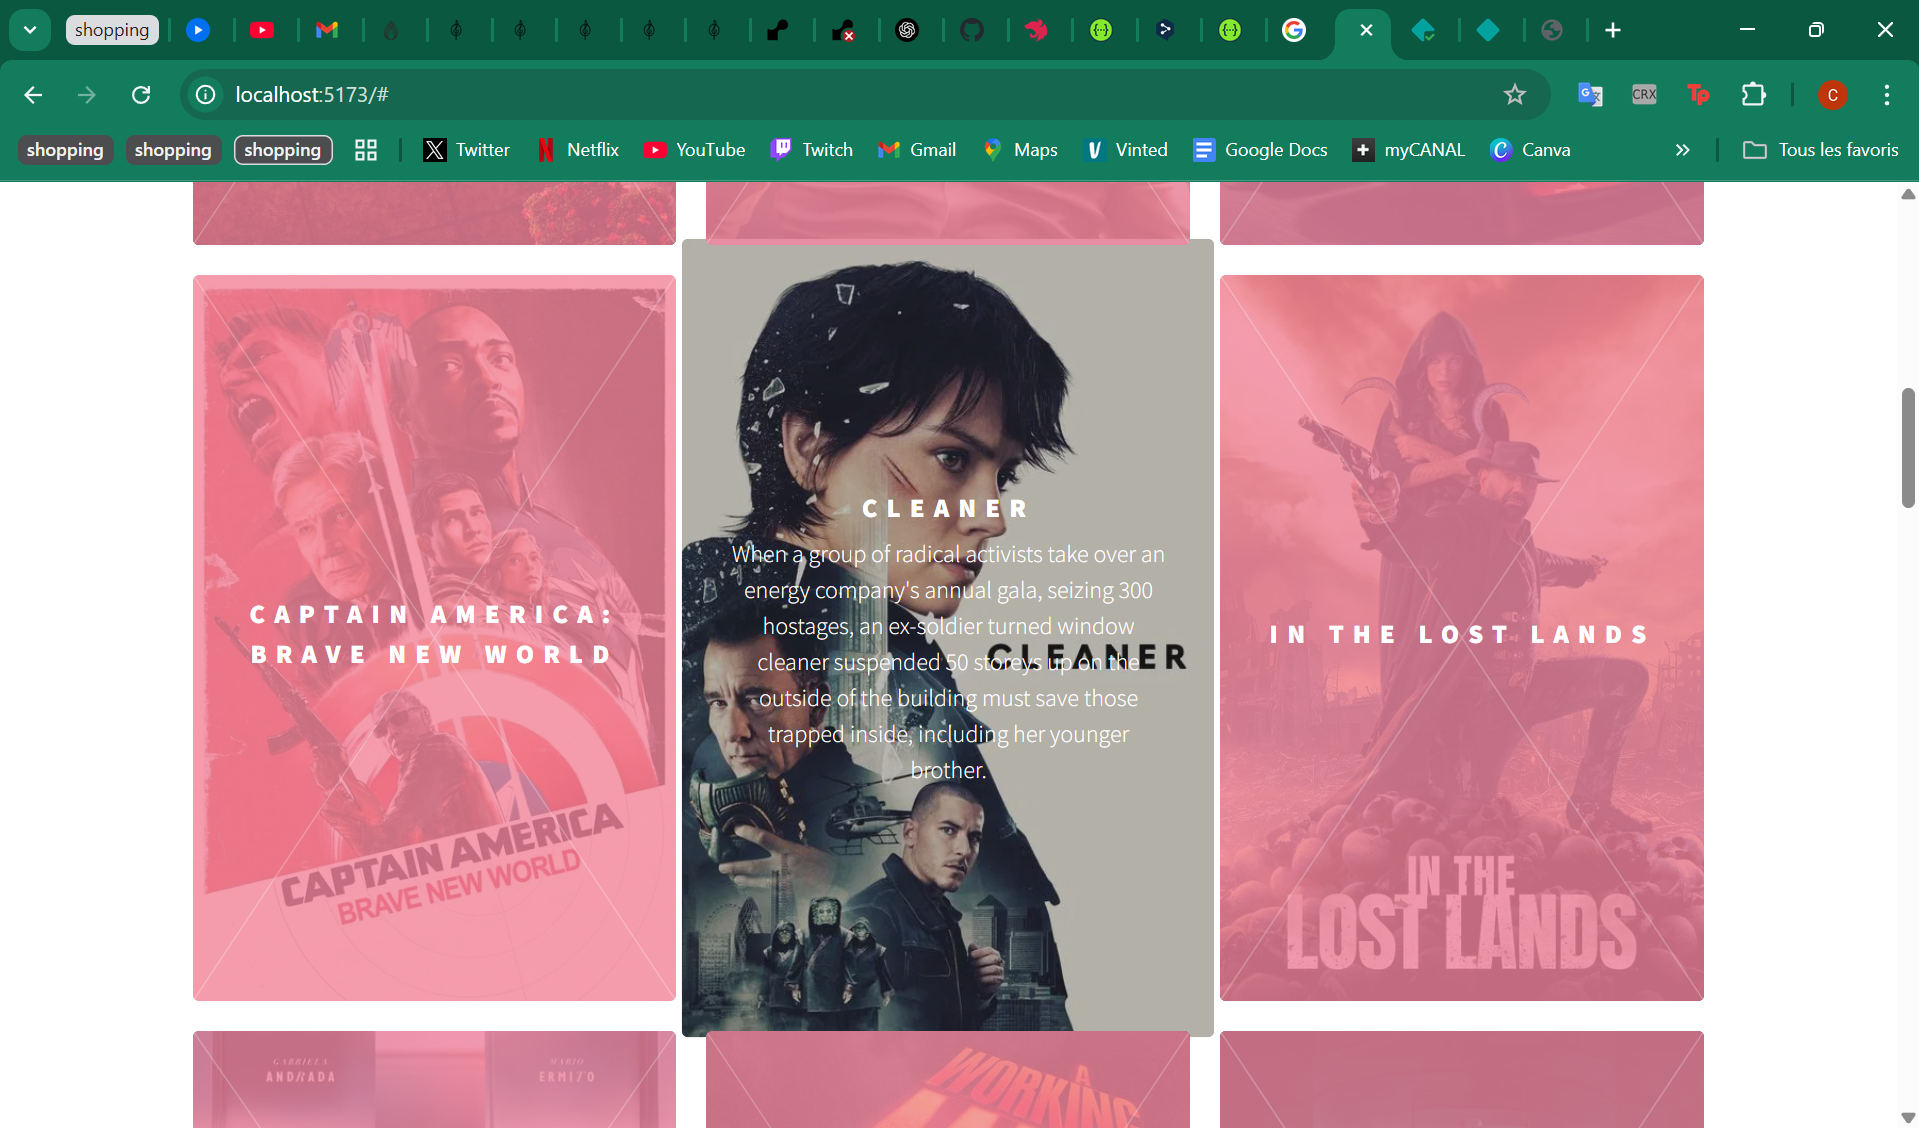 shopping
localhost:5173/#
CRX
Tp
C
shopping
shopping
shopping
Twitter
Netflix
YouTube
Twitch
Gmail
Maps
Vinted
Google Docs
myCANAL
Canva
Tous les favoris
CAPTAIN AMERICA:
BRAVE NEW WORLD
CAPTAIN AMERICA
BRAVE NEW WORLD
CLEANER
When a group of radical activists take over an
energy company's annual gala, seizing 300
hostages, an ex-soldier turned window
cleaner suspended 50 storeys up on the
outside of the building must save those
trapped inside, including her younger
brother.
CLEANER
IN THE LOST LANDS
IN THE
LOST LANDS
GABRIELA
ANDRADA
MARIO
ERMITO
A
WORKING